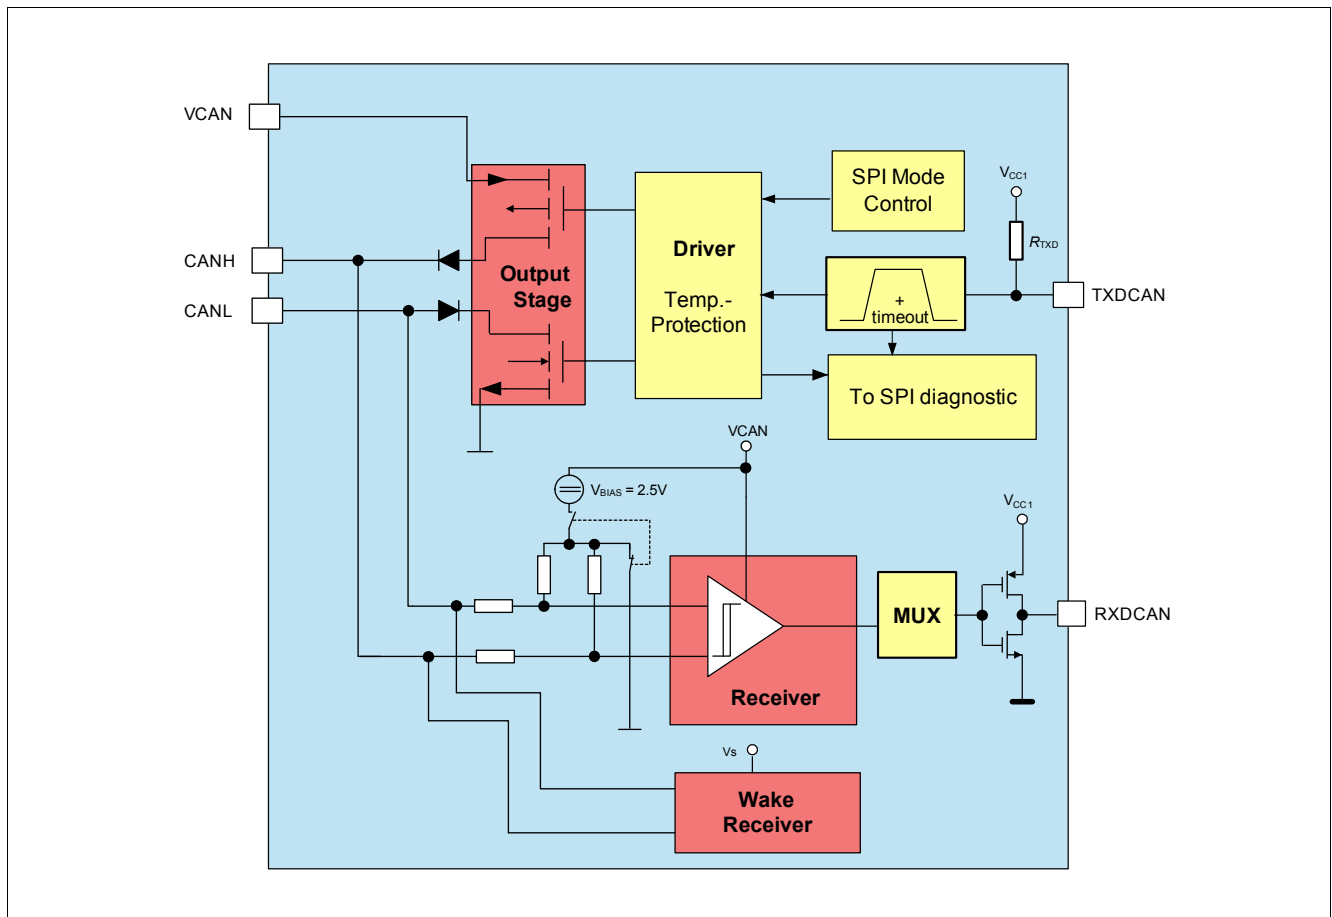 VCAN
SPI Mode
Control
VCC1
RTXD
Driver
CANH
Output
Stage
TXDCAN
CANL
Temp.-
Protection
+
timeout
To SPI diagnostic
VCAN
VBIAS = 2.5V
VCC1
MUX
RXDCAN
Receiver
Vs
Wake
Receiver